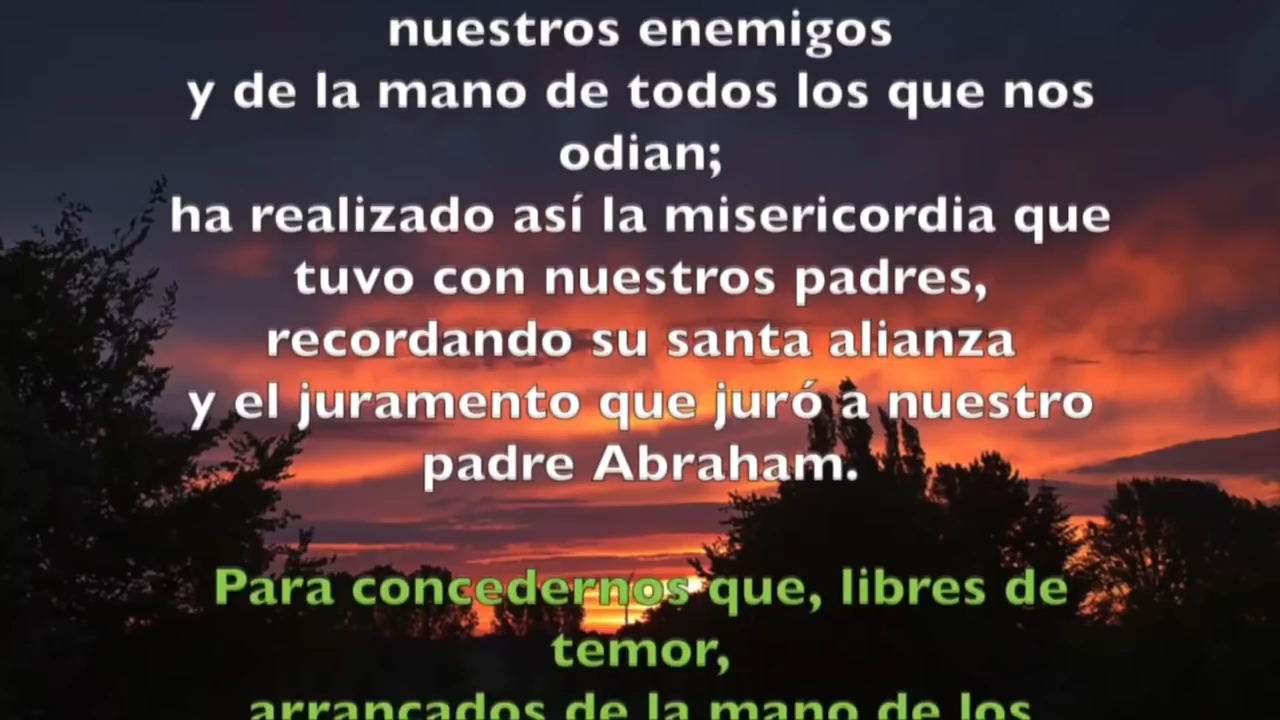 nuestros enemigos
y de la mano de todos los que nos
odian;
ha realizado así la misericordia que
tuvo con nuestros padres,
recordando su santa alianza
y el juramento que juró a nuestro
padre Abraham.
Para concedernos que, libres de
temor,
arrancados de la mano de los